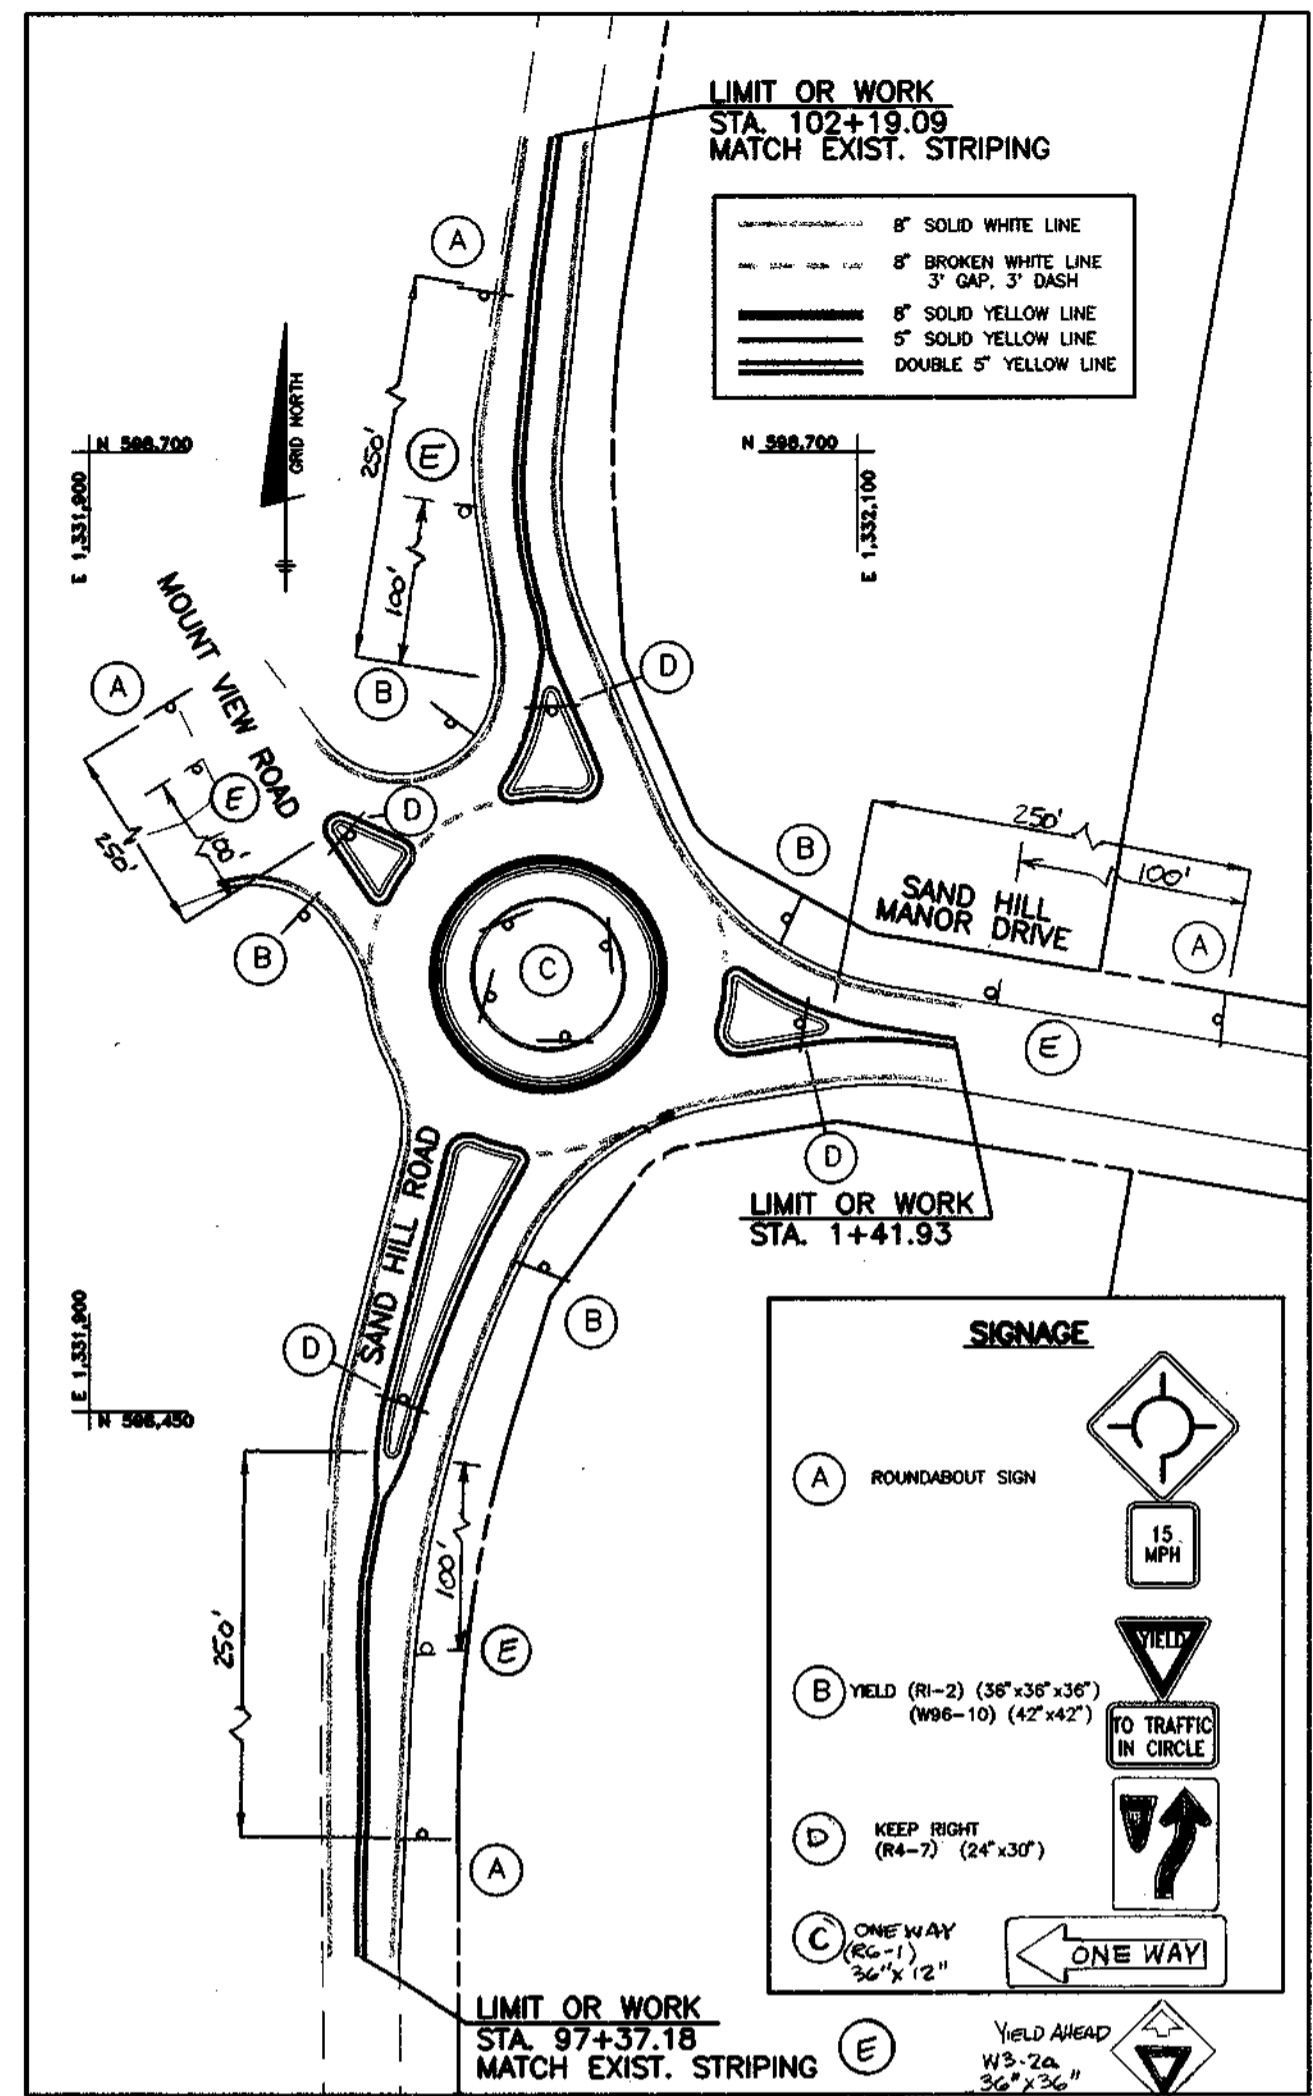 LIMIT OR WORK
STA. 102+19.09
MATCH EXIST. STRIPING
8" SOLID WHITE LINE
8" BROKEN WHITE LINE
3' GAP, 3' DASH
8" SOLID YELLOW LINE
5" SOLID YELLOW LINE
DOUBLE 5" YELLOW LINE
A
250'
E
100'
GRID NORTH
N 598,700
E 1,331,900
N 598,700
E 1,332,100
MOUNT VIEW ROAD
A
B
D
E
D
250'
100'
B
B
250'
100'
SAND HILL
MANOR DRIVE
A
C
E
D
LIMIT OR WORK
STA. 1+41.93
SAND HILL ROAD
B
D
E 1,331,900
N 598,450
100'
250'
E
A
LIMIT OR WORK
STA. 97+37.18
MATCH EXIST. STRIPING
SIGNAGE
A ROUNDABOUT SIGN
15
MPH
YIELD
B YIELD (R1-2) (36"x36"x36")
(W96-10) (42"x42")
TO TRAFFIC
IN CIRCLE
D KEEP RIGHT
(R4-7) (24"x30")
C ONE WAY
(R6-1)
36" x 12"
ONE WAY
E YIELD AHEAD
W3-2a
36" x 36"